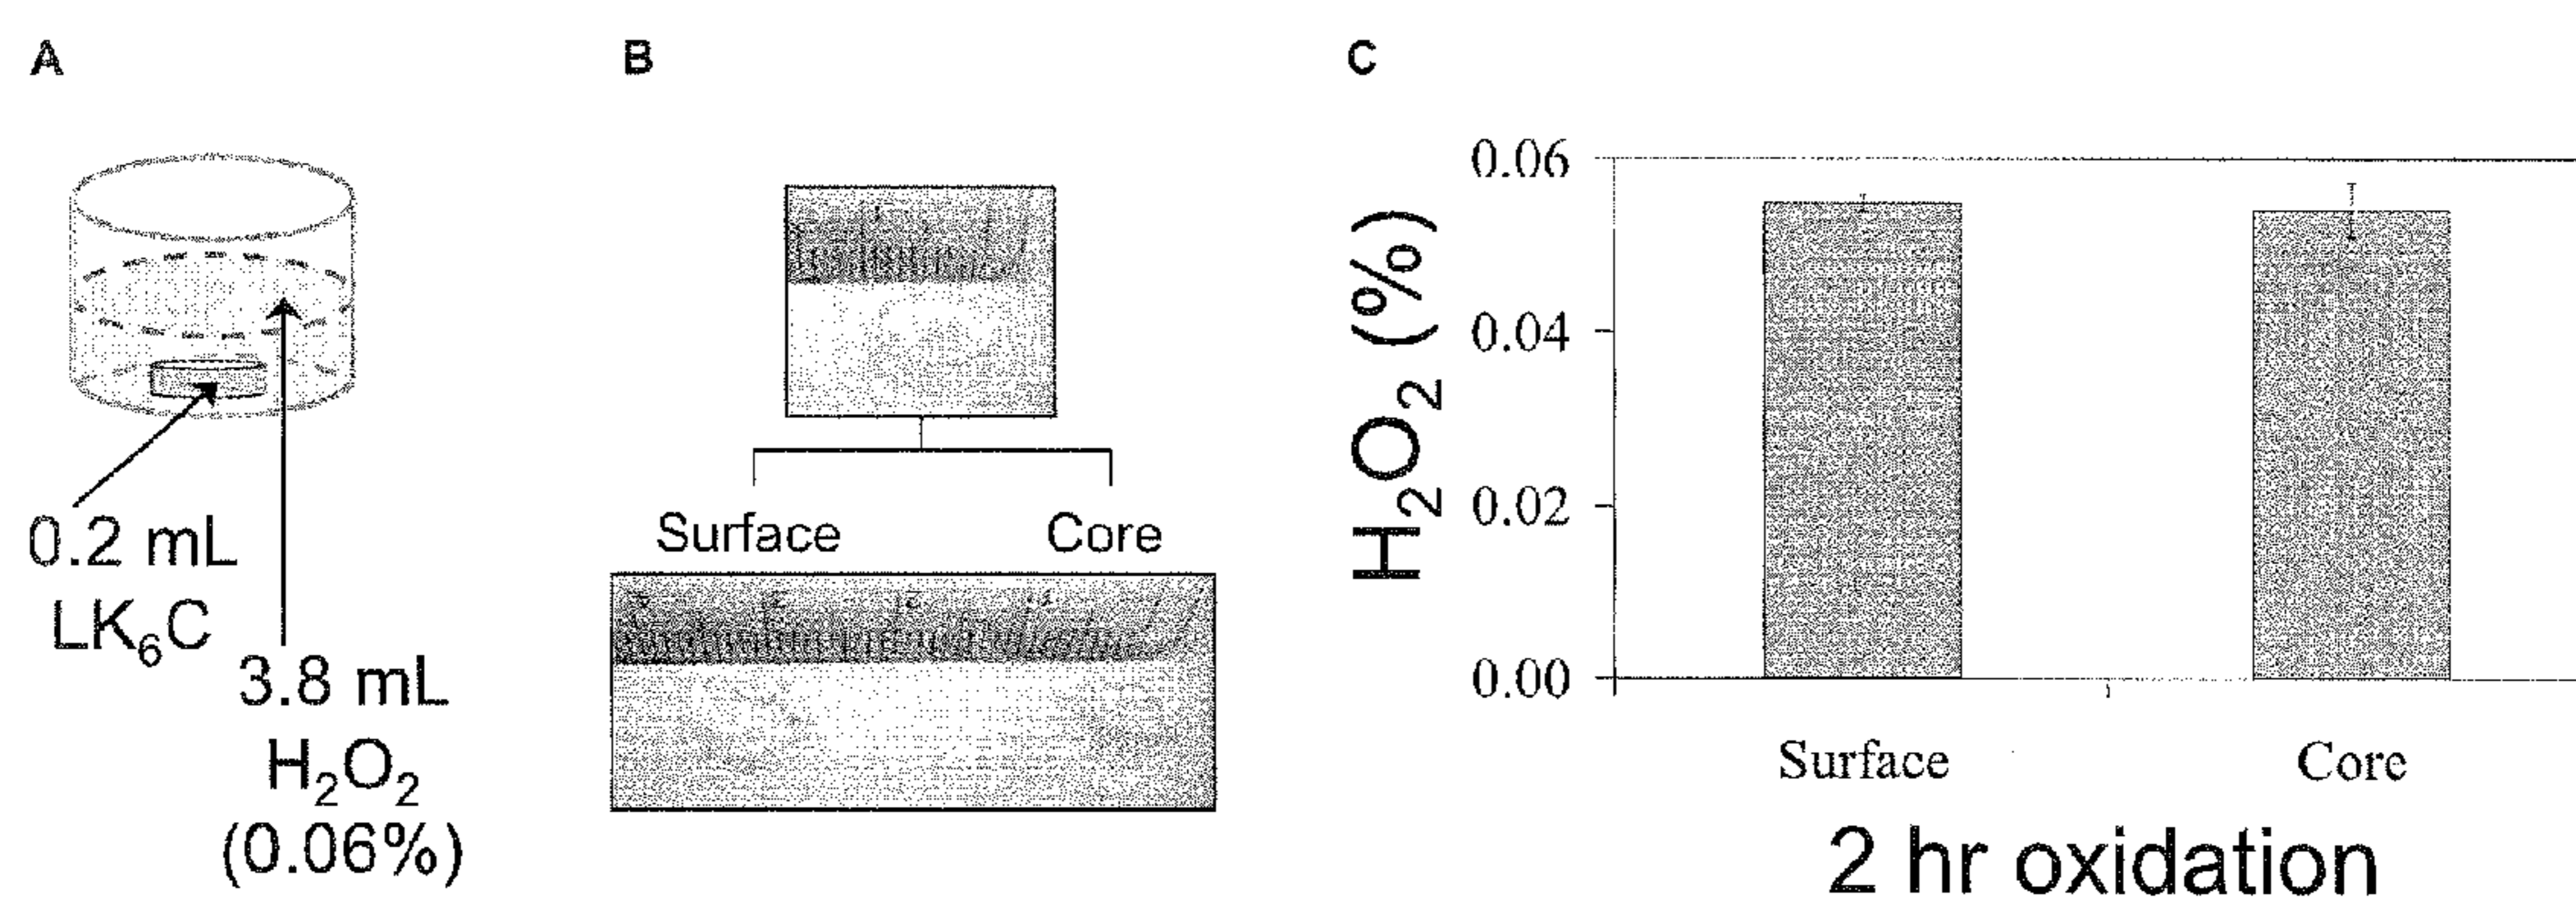 A
0.2 mL
LK₆C
3.8 mL
H₂O₂
(0.06%)
B
Surface Core
C
H₂O₂ (%)
0.06
0.04
0.02
0.00
Surface Core
2 hr oxidation